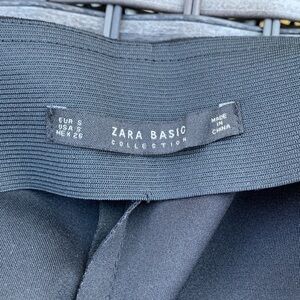 EUR S
USA S
MEX 26
ZARA BASIC
COLLECTION
MADE IN
CHINA